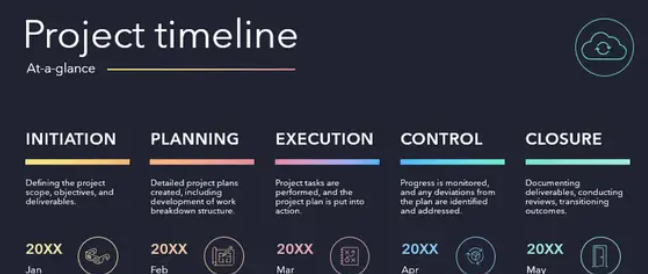 Project timeline
At-a-glance
INITIATION
Defining the project
scope, objectives, and
deliverables.
20XX
Jan
PLANNING
Detailed project plans
created, including
development of work
breakdown structure.
20XX
Feb
EXECUTION
Project tasks are
performed, and the
project plan is put into
action.
20XX
Mar
CONTROL
Progress is monitored,
and any deviations from
the plan are identified
and addressed.
20XX
Apr
CLOSURE
Documenting
deliverables, conducting
reviews, transitioning
outcomes.
20XX
May